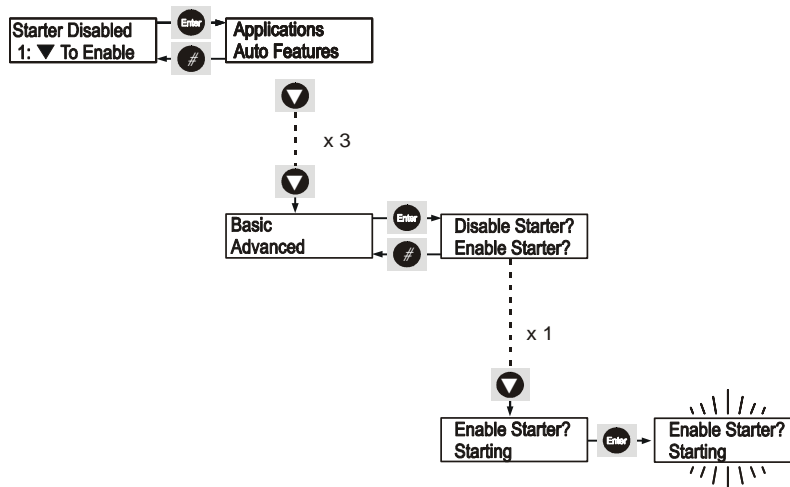 Starter Disabled
1: ▼ To Enable
Enter
#
Applications
Auto Features
x 3
Basic
Advanced
Enter
#
Disable Starter?
Enable Starter?
x 1
Enable Starter?
Starting
Enter
Enable Starter?
Starting